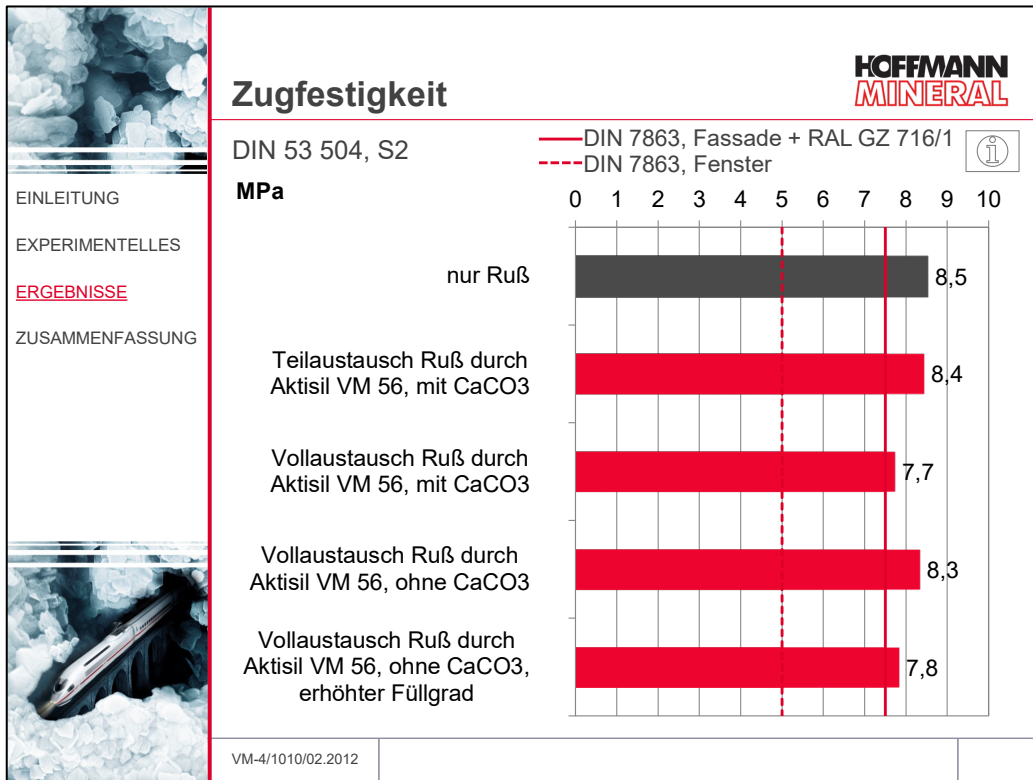 HOFFMANN
MINERAL
Zugfestigkeit
DIN 53 504, S2
DIN 7863, Fassade + RAL GZ 716/1
DIN 7863, Fenster
i
EINLEITUNG
EXPERIMENTELLES
ERGEBNISSE
ZUSAMMENFASSUNG
MPa
0 1 2 3 4 5 6 7 8 9 10
nur Ruß
8,5
Teilaustausch Ruß durch
Aktisil VM 56, mit CaCO3
8,4
Vollaustausch Ruß durch
Aktisil VM 56, mit CaCO3
7,7
Vollaustausch Ruß durch
Aktisil VM 56, ohne CaCO3
8,3
Vollaustausch Ruß durch
Aktisil VM 56, ohne CaCO3,
erhöhter Füllgrad
7,8
VM-4/1010/02.2012